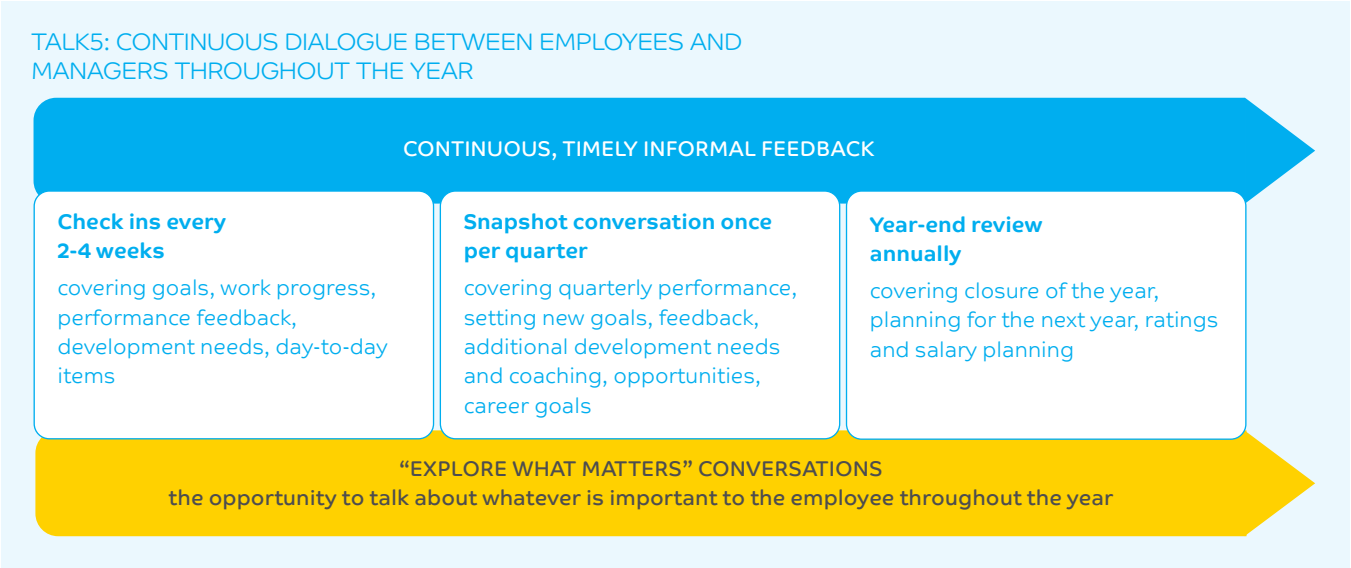 TALK5: CONTINUOUS DIALOGUE BETWEEN EMPLOYEES AND
MANAGERS THROUGHOUT THE YEAR
CONTINUOUS, TIMELY INFORMAL FEEDBACK
Check ins every
2-4 weeks
covering goals, work progress,
performance feedback,
development needs, day-to-day
items
Snapshot conversation once
per quarter
covering quarterly performance,
setting new goals, feedback,
additional development needs
and coaching, opportunities,
career goals
Year-end review
annually
covering closure of the year,
planning for the next year, ratings
and salary planning
“EXPLORE WHAT MATTERS” CONVERSATIONS
the opportunity to talk about whatever is important to the employee throughout the year